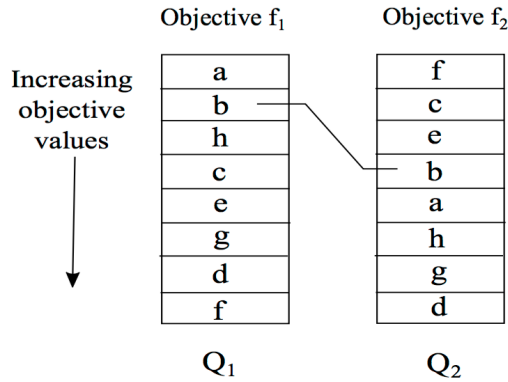 Objective f1
Objective f2
Increasing
objective
values
a
b
h
c
e
g
d
f
f
c
e
b
a
h
g
d
Q1
Q2